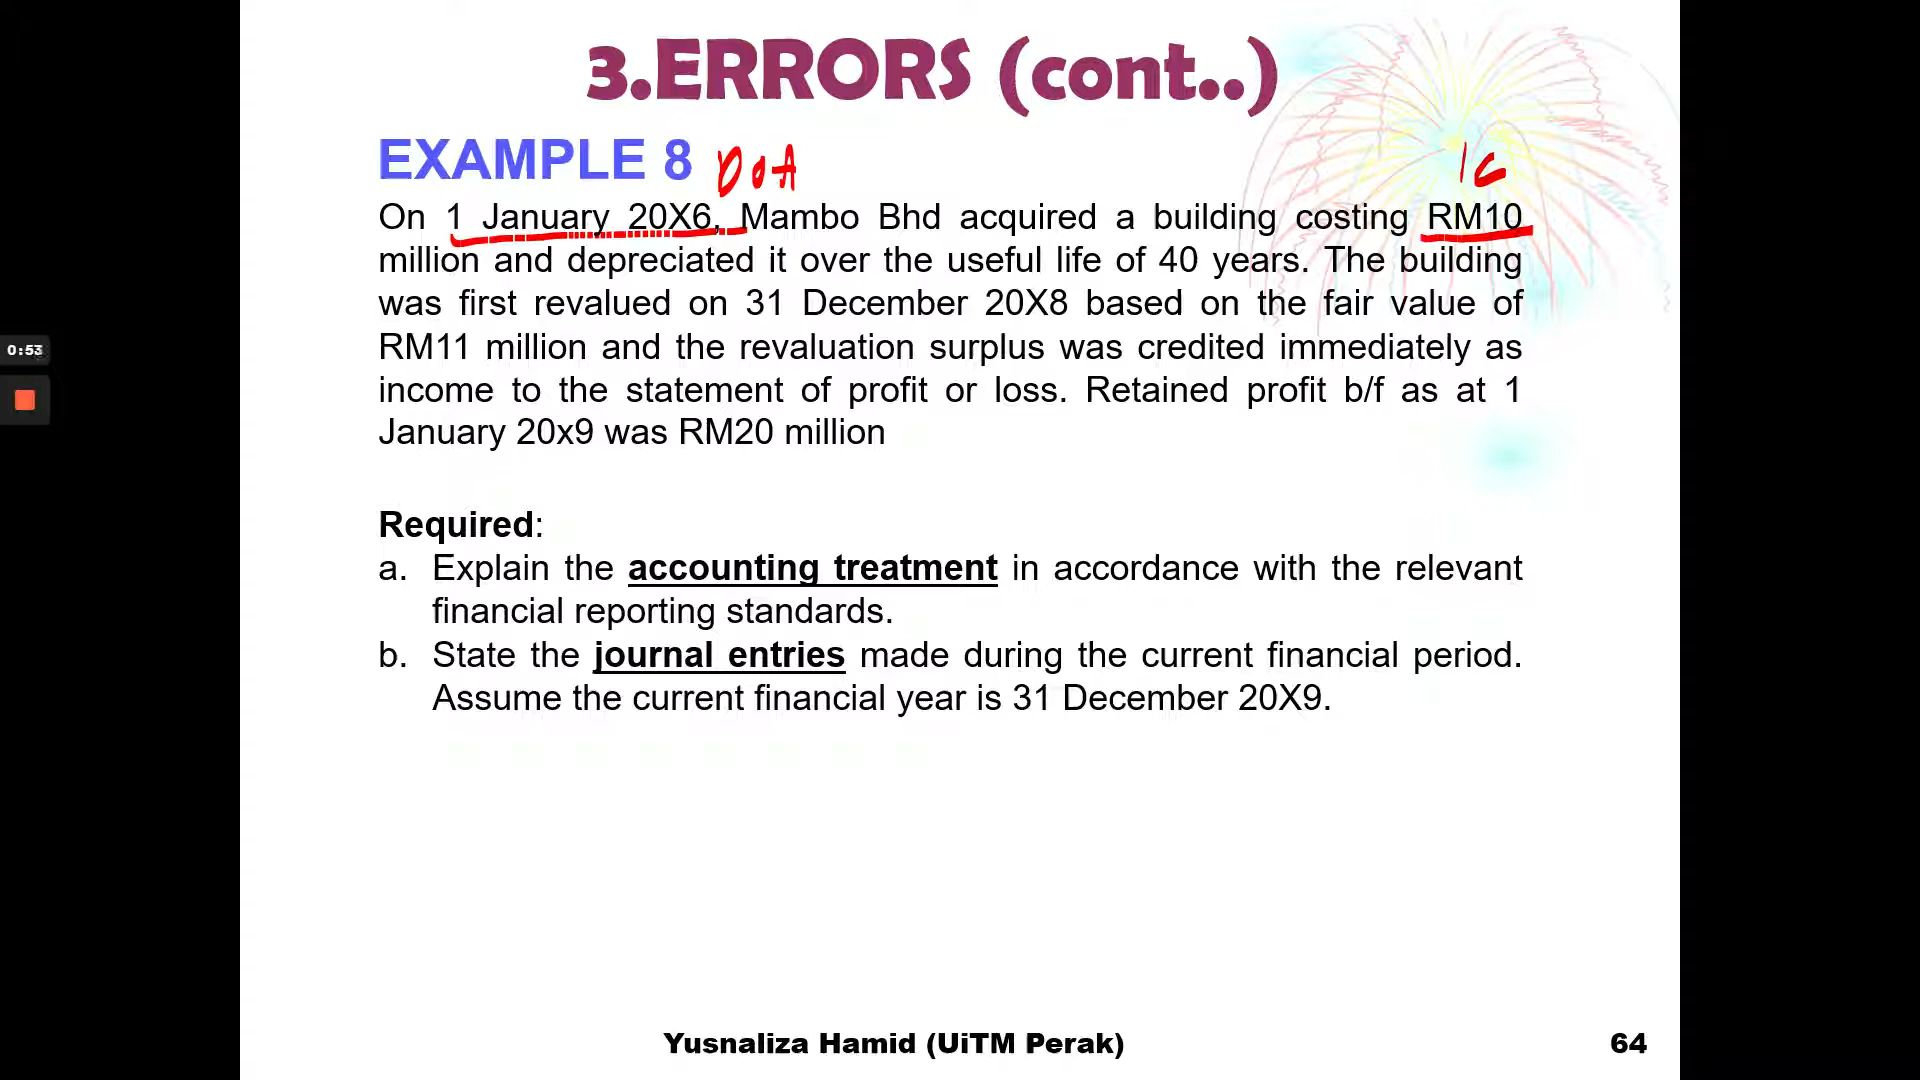 3.ERRORS (cont..)
EXAMPLE 8 DOA
IC
On 1 January 20X6, Mambo Bhd acquired a building costing RM10
million and depreciated it over the useful life of 40 years. The building
was first revalued on 31 December 20X8 based on the fair value of
0:53
RM11 million and the revaluation surplus was credited immediately as
income to the statement of profit or loss. Retained profit b/f as at 1
January 20x9 was RM20 million
Required:
a. Explain the accounting treatment in accordance with the relevant
financial reporting standards.
b. State the journal entries made during the current financial period.
Assume the current financial year is 31 December 20X9.
Yusnaliza Hamid (UiTM Perak)
64